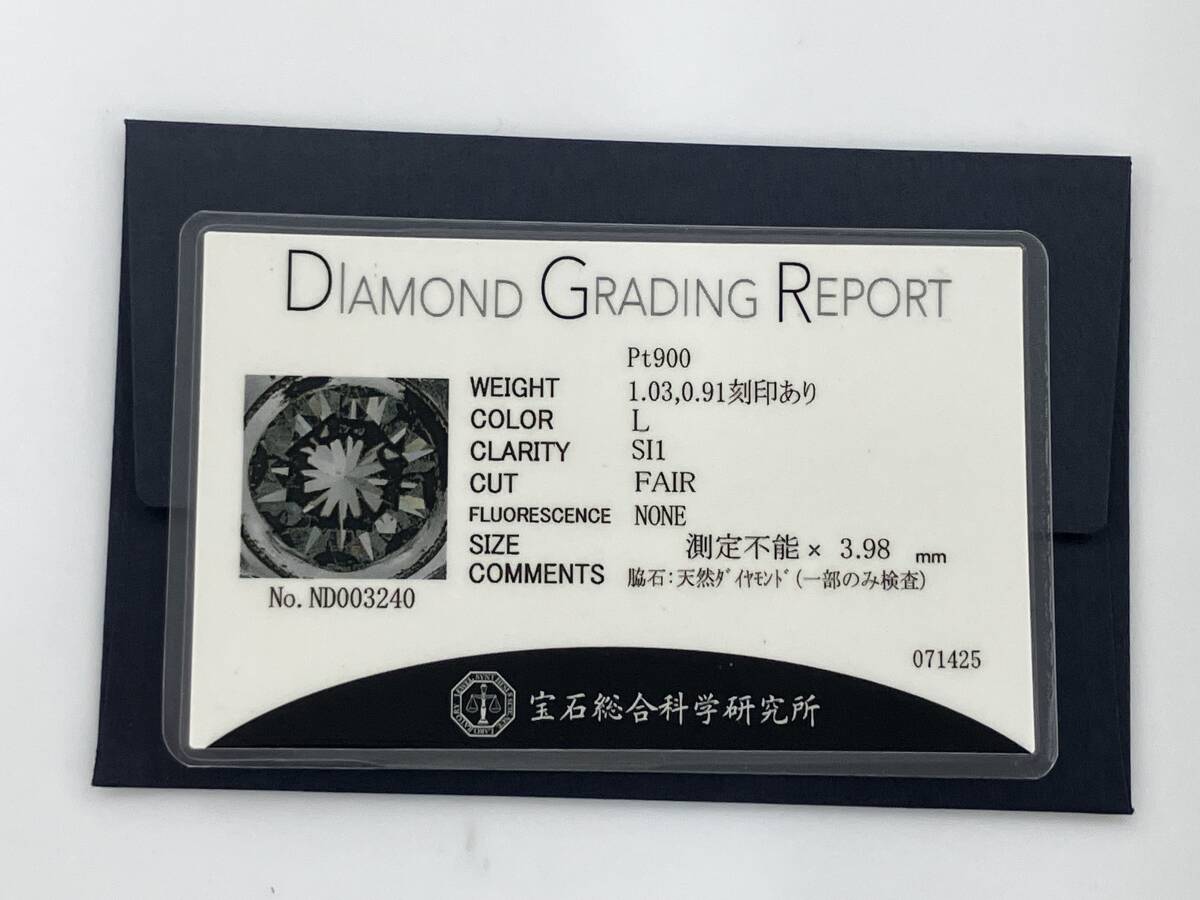 DIAMOND GRADING REPORT
Pt900
WEIGHT 1.03,0.91刻印あり
COLOR L
CLARITY SI1
CUT FAIR
FLUORESCENCE NONE
SIZE 測定不能 × 3.98 mm
COMMENTS 脇石:天然ﾀﾞｲﾔﾓﾝﾄﾞ(一部のみ検査)
No. ND003240
071425
宝石総合科学研究所